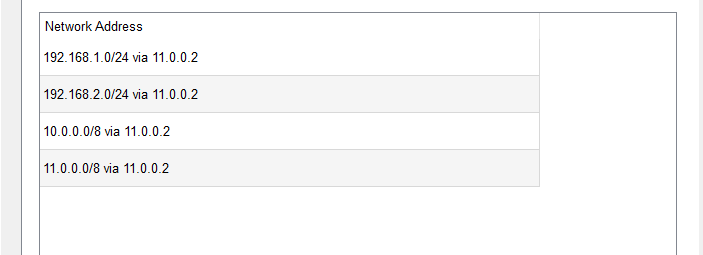 Network Address
192.168.1.0/24 via 11.0.0.2
192.168.2.0/24 via 11.0.0.2
10.0.0.0/8 via 11.0.0.2
11.0.0.0/8 via 11.0.0.2